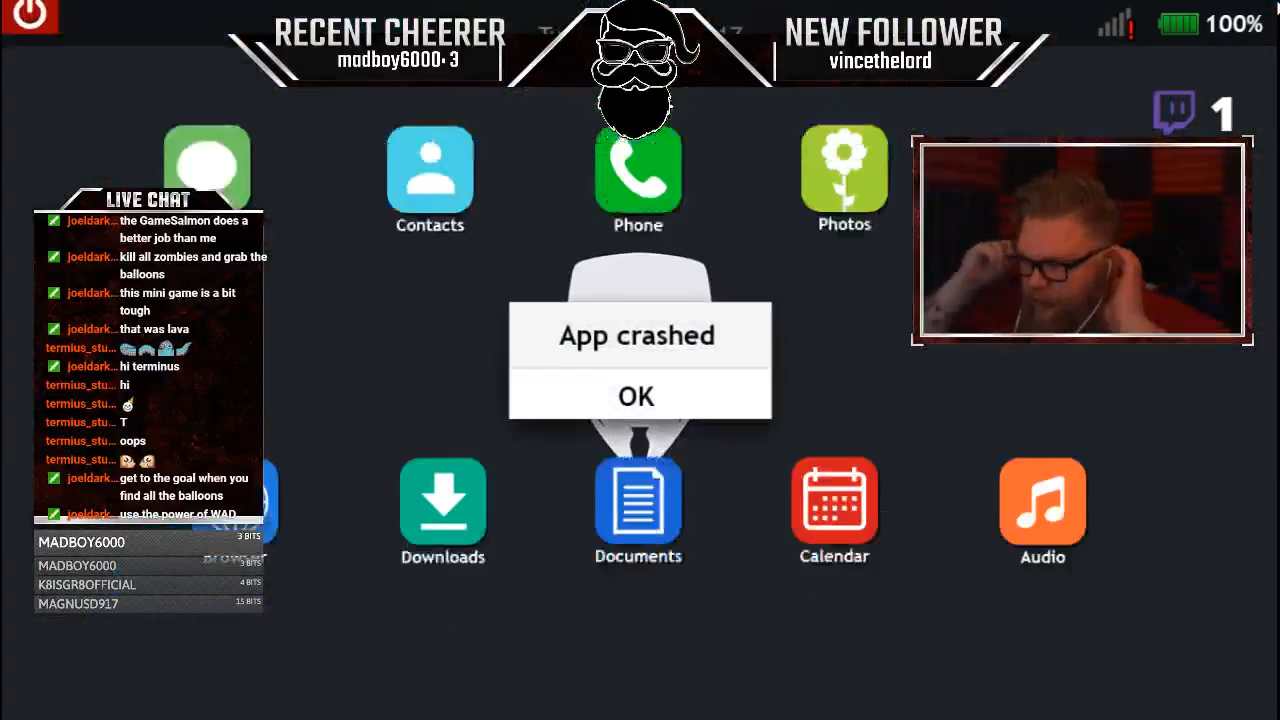 RECENT CHEERER
madboy6000· 3
NEW FOLLOWER
vincethelord
100%
1
Contacts
Phone
Photos
LIVE CHAT
joeldark... the GameSalmon does a
better job than me
joeldark... kill all zombies and grab the
balloons
joeldark... this mini game is a bit
tough
joeldark... that was lava
termius_stu...
joeldark... hi terminus
termius_stu... hi
termius_stu...
termius_stu... T
termius_stu... oops
termius_stu...
joeldark... get to the goal when you
find all the balloons
joeldark... use the power of WAD
App crashed
OK
Browser
Downloads
Documents
Calendar
Audio
MADBOY6000 3 BITS
MADBOY6000 3 BITS
K8ISGR8OFFICIAL 4 BITS
MAGNUSD917 15 BITS